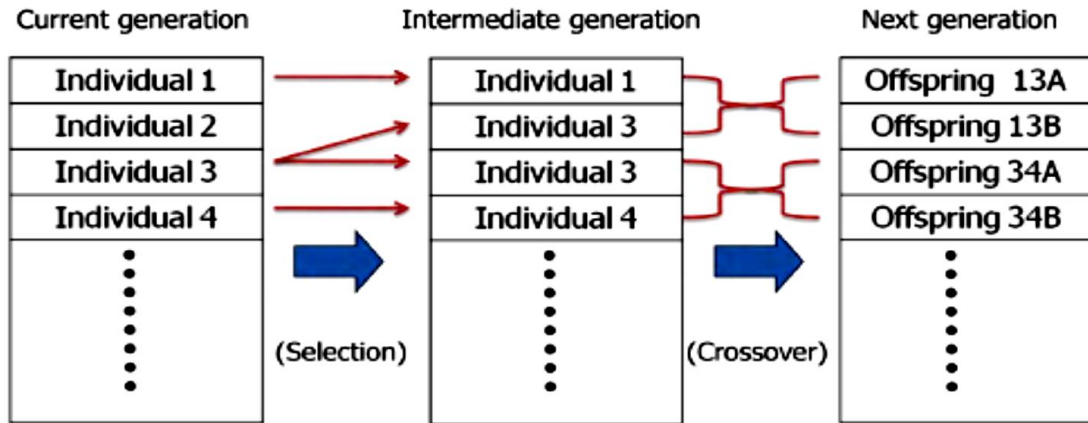 Current generation
Intermediate generation
Next generation
Individual 1
Individual 2
Individual 3
Individual 4
(Selection)
Individual 1
Individual 3
Individual 3
Individual 4
(Crossover)
Offspring 13A
Offspring 13B
Offspring 34A
Offspring 34B